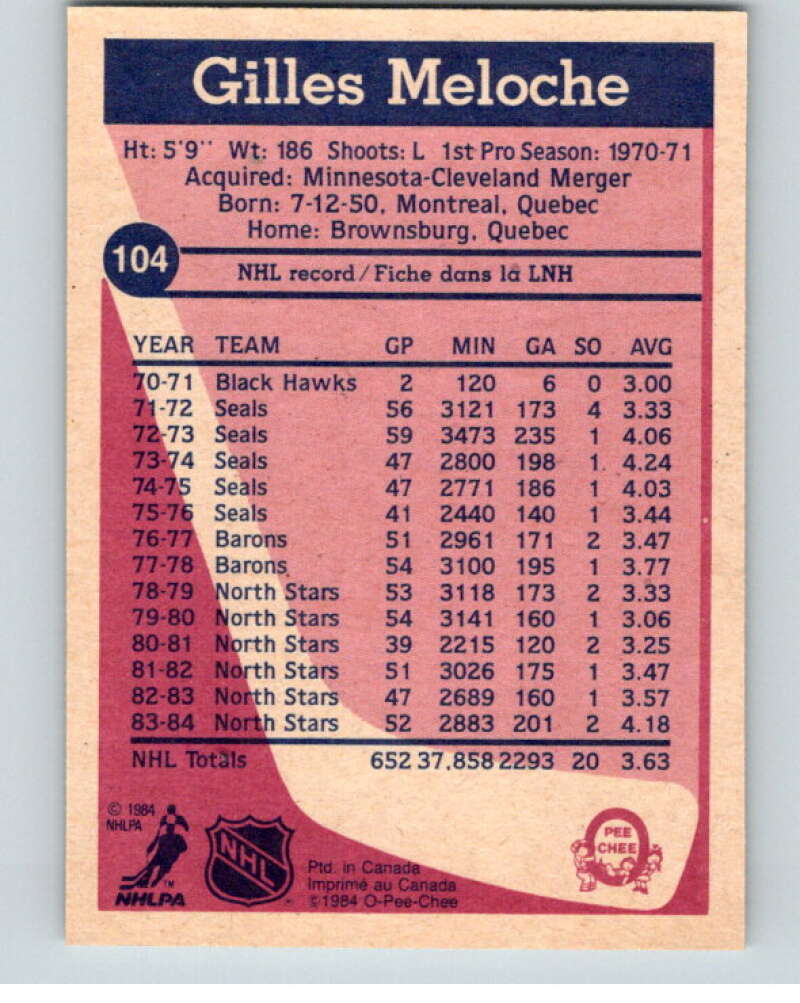 Gilles Meloche
Ht: 5'9'' Wt: 186 Shoots: L 1st Pro Season: 1970-71
Acquired: Minnesota-Cleveland Merger
Born: 7-12-50, Montreal, Quebec
Home: Brownsburg, Quebec
104
NHL record/Fiche dans la LNH
YEAR TEAM GP MIN GA SO AVG
70-71 Black Hawks 2 120 6 0 3.00
71-72 Seals 56 3121 173 4 3.33
72-73 Seals 59 3473 235 1 4.06
73-74 Seals 47 2800 198 1 4.24
74-75 Seals 47 2771 186 1 4.03
75-76 Seals 41 2440 140 1 3.44
76-77 Barons 51 2961 171 2 3.47
77-78 Barons 54 3100 195 1 3.77
78-79 North Stars 53 3118 173 2 3.33
79-80 North Stars 54 3141 160 1 3.06
80-81 North Stars 39 2215 120 2 3.25
81-82 North Stars 51 3026 175 1 3.47
82-83 North Stars 47 2689 160 1 3.57
83-84 North Stars 52 2883 201 2 4.18
NHL Totals 652 37,858 2293 20 3.63
© 1984
NHLPA
TM
NHLPA
NHL
Ptd. in Canada
Imprimé au Canada
© 1984 O-Pee-Chee
PEE
CHEE